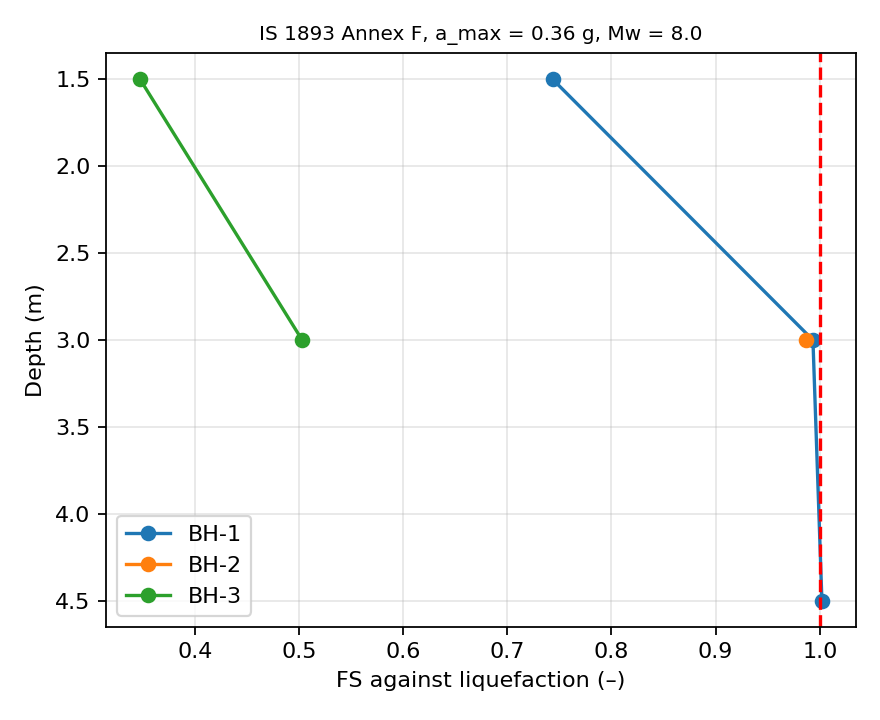 IS 1893 Annex F, a_max = 0.36 g, Mw = 8.0
1.5
2.0
2.5
3.0
3.5
4.0
4.5
Depth (m)
BH-1
BH-2
BH-3
0.4 0.5 0.6 0.7 0.8 0.9 1.0
FS against liquefaction (–)